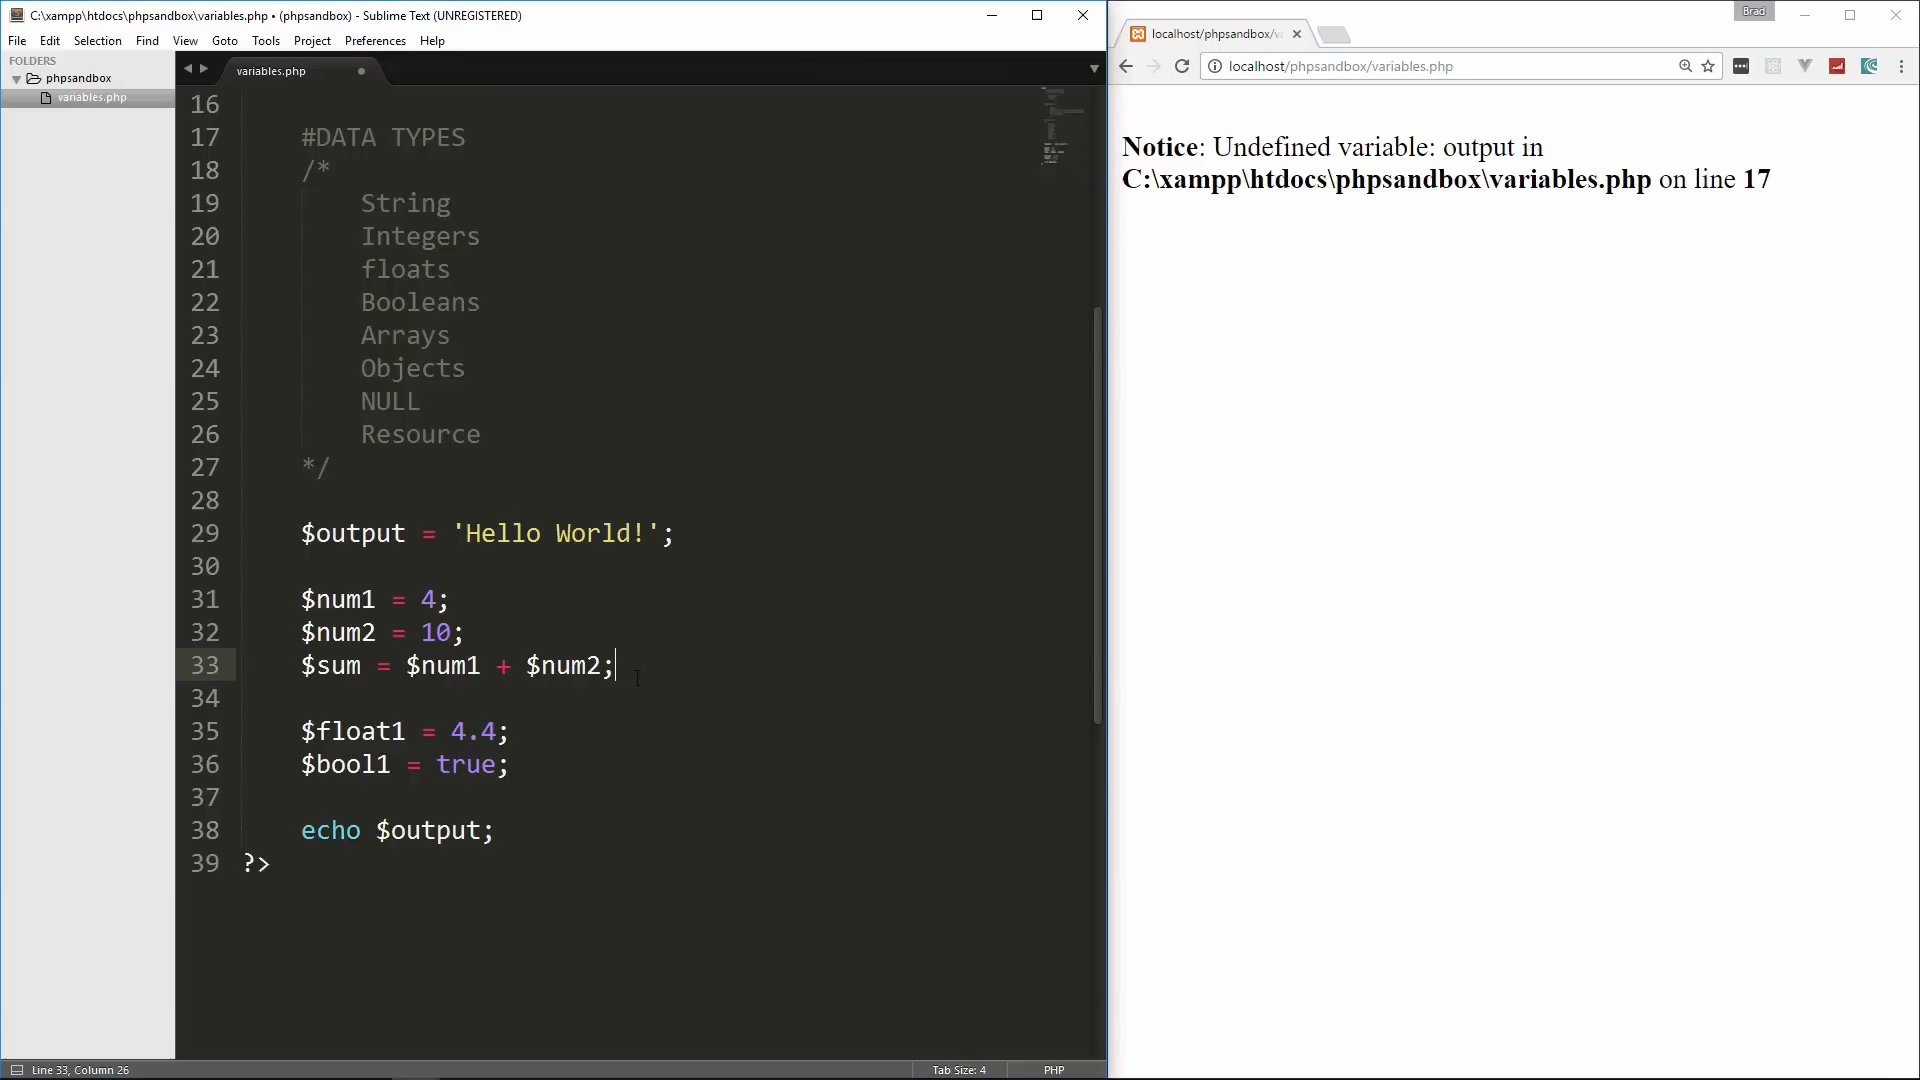 C:\xampp\htdocs\phpsandbox\variables.php • (phpsandbox) - Sublime Text (UNREGISTERED)
File Edit Selection Find View Goto Tools Project Preferences Help
FOLDERS
phpsandbox
variables.php
variables.php
16
17 #DATA TYPES
18 /*
19 String
20 Integers
21 floats
22 Booleans
23 Arrays
24 Objects
25 NULL
26 Resource
27 */
28
29 $output = 'Hello World!';
30
31 $num1 = 4;
32 $num2 = 10;
33 $sum = $num1 + $num2;
34
35 $float1 = 4.4;
36 $bool1 = true;
37
38 echo $output;
39 ?>
Line 33, Column 26
Tab Size: 4
PHP
Brad
localhost/phpsandbox/va
localhost/phpsandbox/variables.php
Notice: Undefined variable: output in
C:\xampp\htdocs\phpsandbox\variables.php on line 17